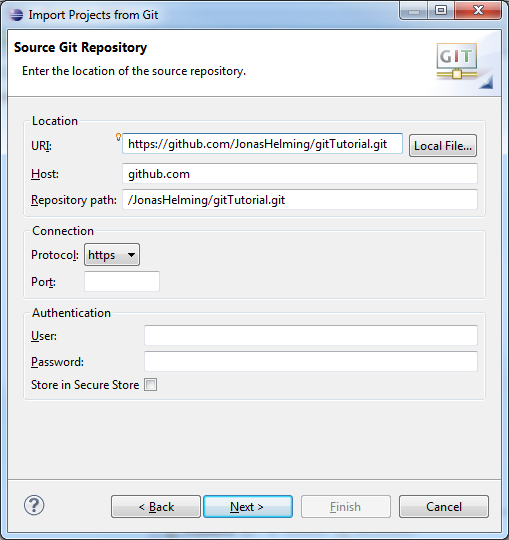 Import Projects from Git
Source Git Repository
Enter the location of the source repository.
GIT
Location
URI: https://github.com/JonasHelming/gitTutorial.git Local File...
Host: github.com
Repository path: /JonasHelming/gitTutorial.git
Connection
Protocol: https
Port:
Authentication
User:
Password:
Store in Secure Store
? < Back Next > Finish Cancel